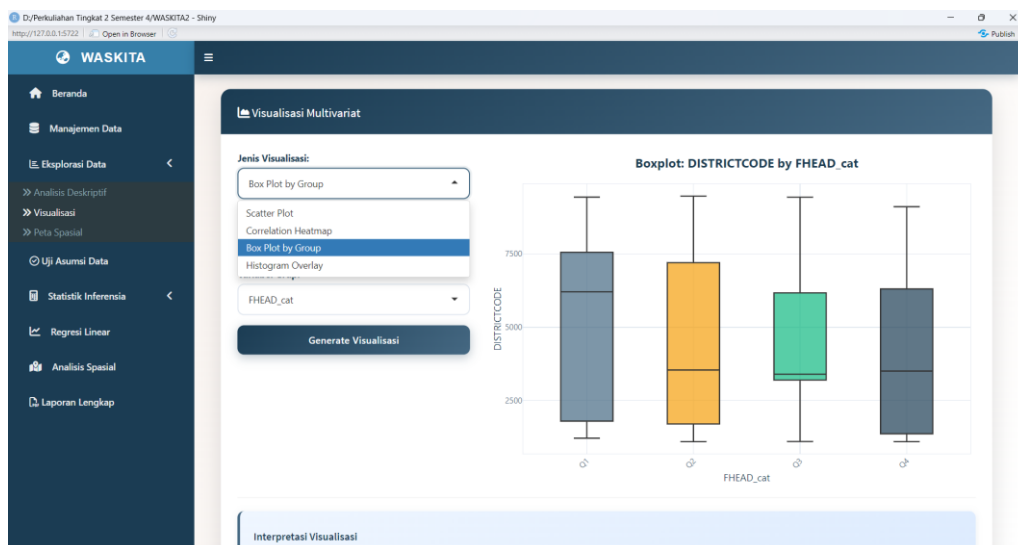 D:/Perkuliahan Tingkat 2 Semester 4/WASKITA2 - Shiny
http://127.0.0.1:5722
Open in Browser
Publish
WASKITA
Beranda
Manajemen Data
Eksplorasi Data
Analisis Deskriptif
Visualisasi
Peta Spasial
Uji Asumsi Data
Statistik Inferensia
Regresi Linear
Analisis Spasial
Laporan Lengkap
Visualisasi Multivariat
Jenis Visualisasi:
Box Plot by Group
Scatter Plot
Correlation Heatmap
Box Plot by Group
Histogram Overlay
FHEAD_cat
Generate Visualisasi
Boxplot: DISTRICTCODE by FHEAD_cat
DISTRICTCODE
7500
5000
2500
Q1
Q2
Q3
Q4
FHEAD_cat
Interpretasi Visualisasi